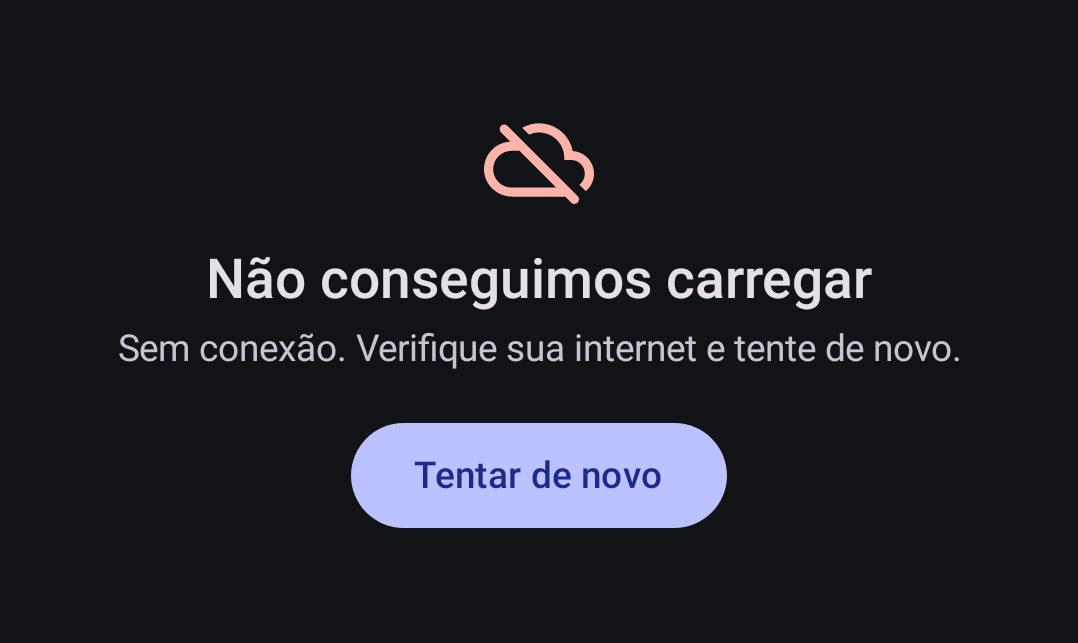 Não conseguimos carregar
Sem conexão. Verifique sua internet e tente de novo.
Tentar de novo